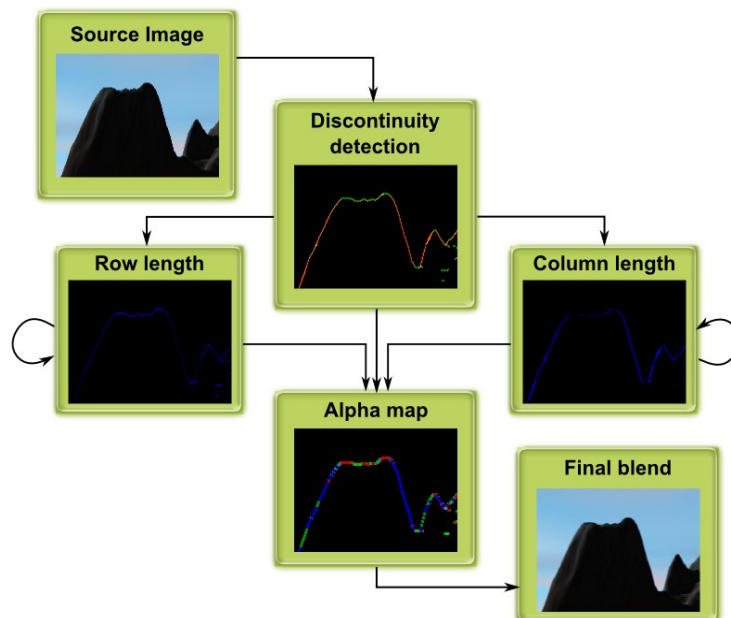 Source Image
Discontinuity
detection
Row length
Column length
Alpha map
Final blend